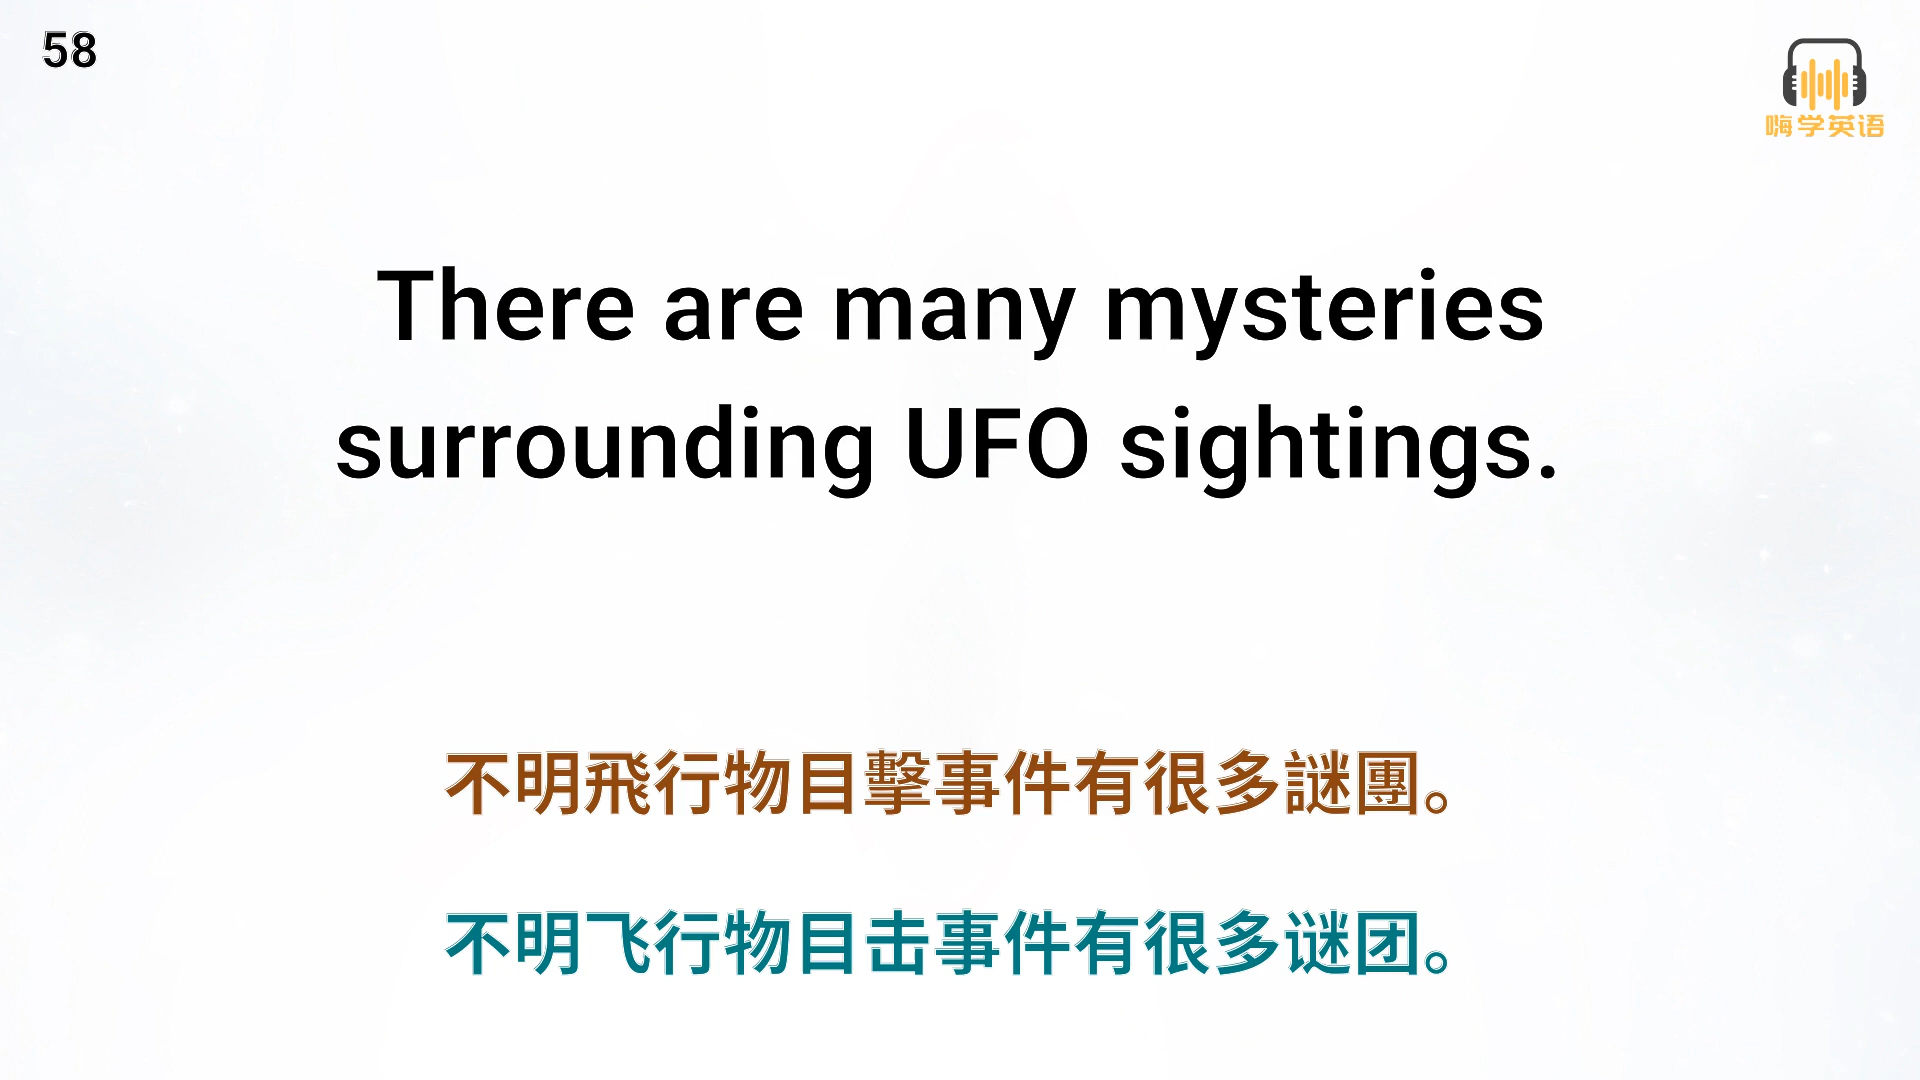 58
嗨学英语
There are many mysteries
surrounding UFO sightings.
不明飛行物目擊事件有很多謎團。
不明飞行物目击事件有很多谜团。